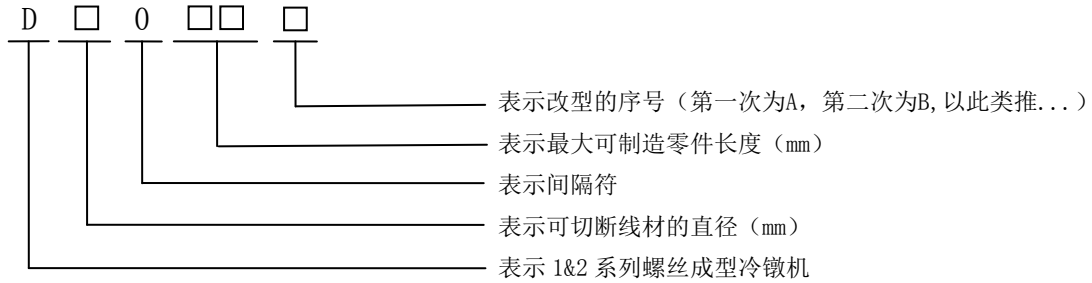 D □ 0 □□ □
表示改型的序号（第一次为A，第二次为B,以此类推...）
表示最大可制造零件长度（mm）
表示间隔符
表示可切断线材的直径（mm）
表示 1&2 系列螺丝成型冷镦机